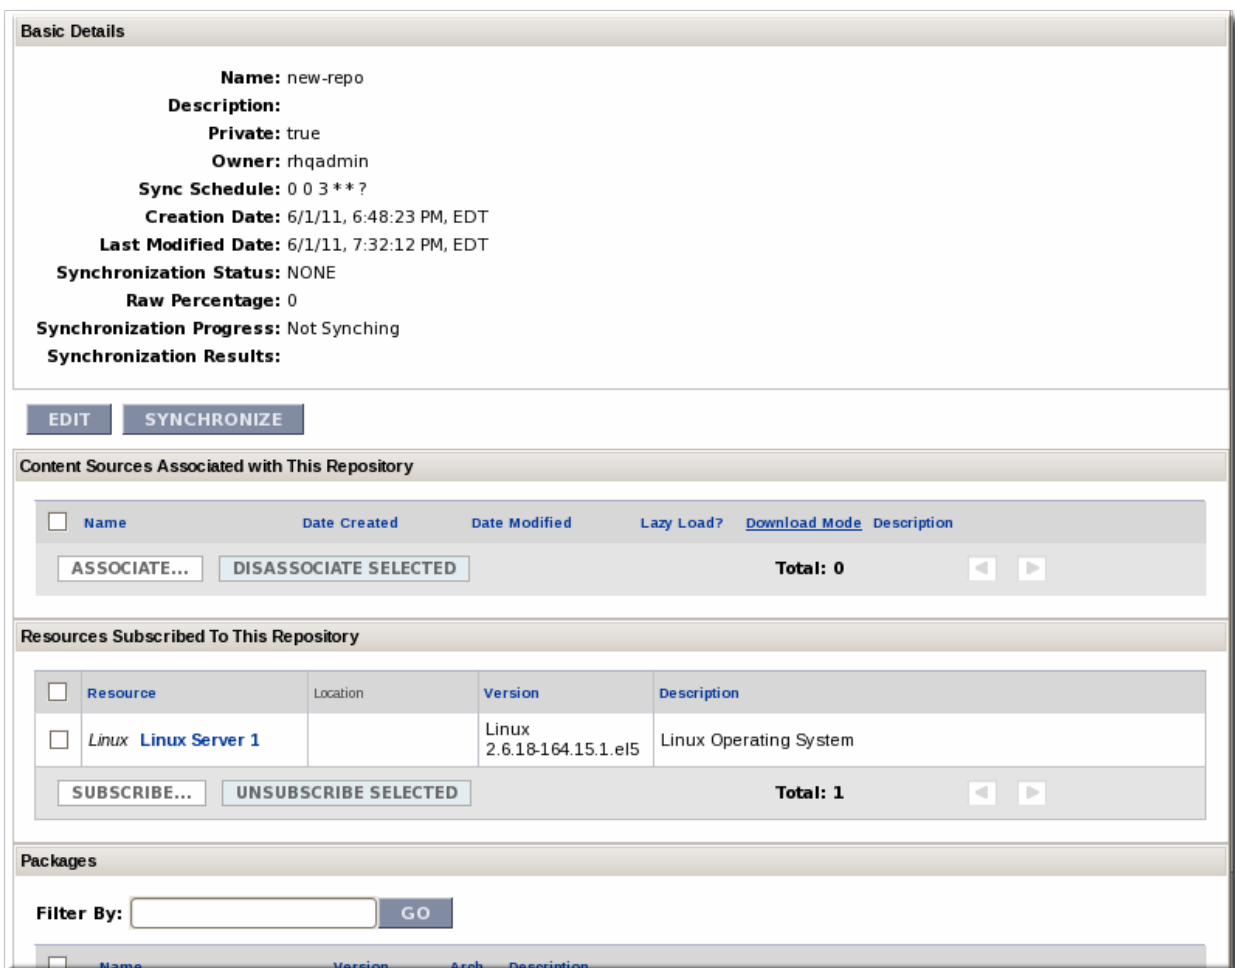 Basic Details
Name: new-repo
Description:
Private: true
Owner: rhqadmin
Sync Schedule: 0 0 3 * * ?
Creation Date: 6/1/11, 6:48:23 PM, EDT
Last Modified Date: 6/1/11, 7:32:12 PM, EDT
Synchronization Status: NONE
Raw Percentage: 0
Synchronization Progress: Not Synching
Synchronization Results:
EDIT SYNCHRONIZE
Content Sources Associated with This Repository
Name Date Created Date Modified Lazy Load? Download Mode Description
ASSOCIATE... DISASSOCIATE SELECTED Total: 0
Resources Subscribed To This Repository
Resource Location Version Description
Linux Linux Server 1 Linux 2.6.18-164.15.1.el5 Linux Operating System
SUBSCRIBE... UNSUBSCRIBE SELECTED Total: 1
Packages
Filter By: GO
Name Version Arch Description